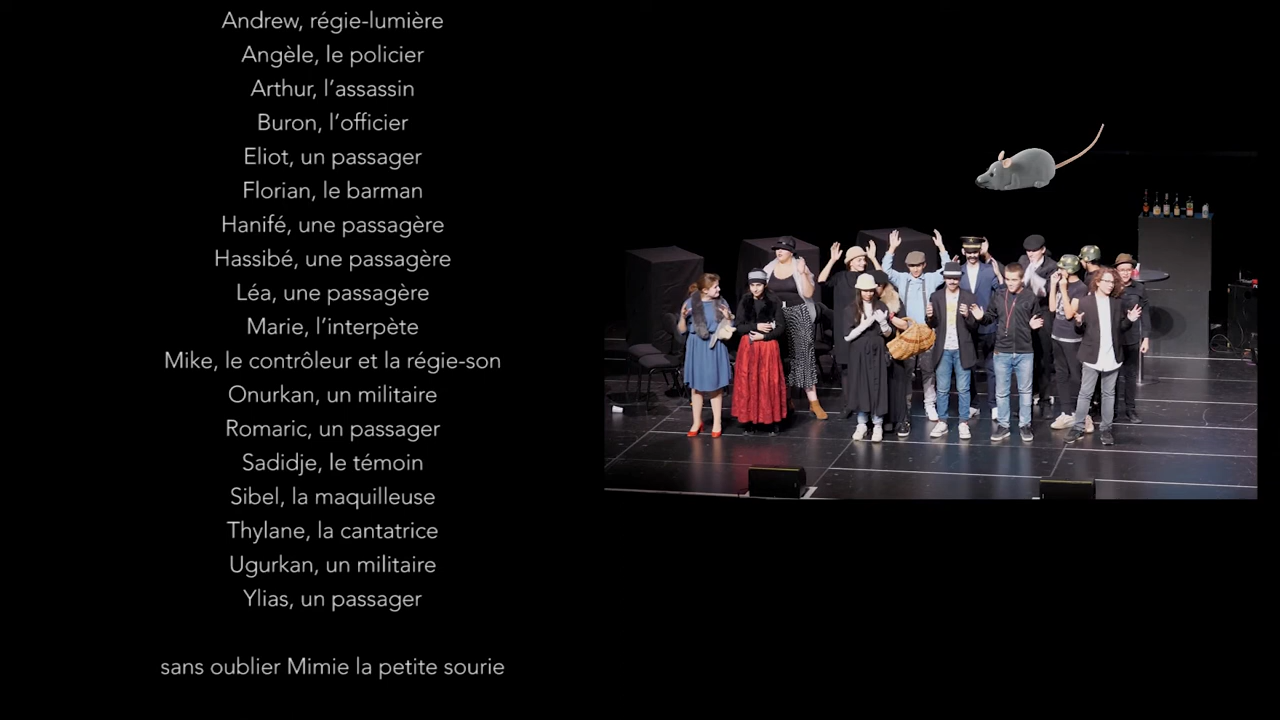 Andrew, régie-lumière
Angèle, le policier
Arthur, l’assassin
Buron, l’officier
Eliot, un passager
Florian, le barman
Hanifé, une passagère
Hassibé, une passagère
Léa, une passagère
Marie, l’interpète
Mike, le contrôleur et la régie-son
Onurkan, un militaire
Romaric, un passager
Sadidje, le témoin
Sibel, la maquilleuse
Thylane, la cantatrice
Ugurkan, un militaire
Ylias, un passager
sans oublier Mimie la petite sourie